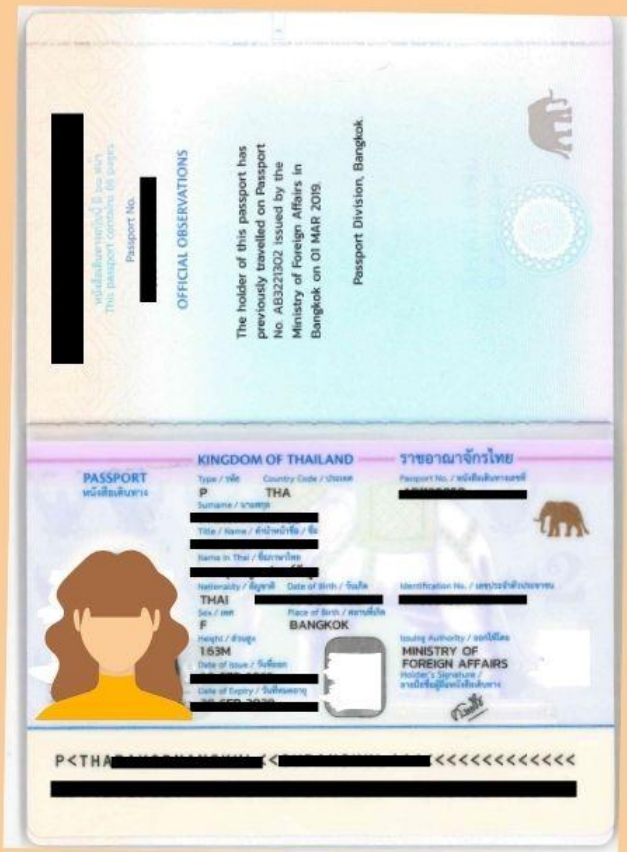 This passport contains pages
Passport No.
OFFICIAL OBSERVATIONS
The holder of this passport has
previously travelled on Passport
No. AB3221302 issued by the
Ministry of Foreign Affairs in
Bangkok on 01 MAR 2019.
Passport Division, Bangkok.
KINGDOM OF THAILAND ราชอาณาจักรไทย
PASSPORT
หนังสือเดินทาง
Type / ชนิด Country Code / ประเทศ Passport No. / หนังสือเดินทางเลขที่
P THA
Surname / นามสกุล
Title / Name / คำนำหน้าชื่อ / ชื่อ
Name in Thai / ชื่อภาษาไทย
Nationality / สัญชาติ Date of Birth / วันเกิด Identification No. / เลขประจำตัวประชาชน
THAI
Sex / เพศ Place of Birth / สถานที่เกิด
F BANGKOK
Height / ส่วนสูง Issuing Authority / ออกให้โดย
1.63M MINISTRY OF
FOREIGN AFFAIRS
Date of Issue / วันที่ออก Holder's Signature /
ลายมือชื่อผู้ถือหนังสือเดินทาง
Date of Expiry / วันที่หมดอายุ
P<THA <<<<<<<<<<<<<